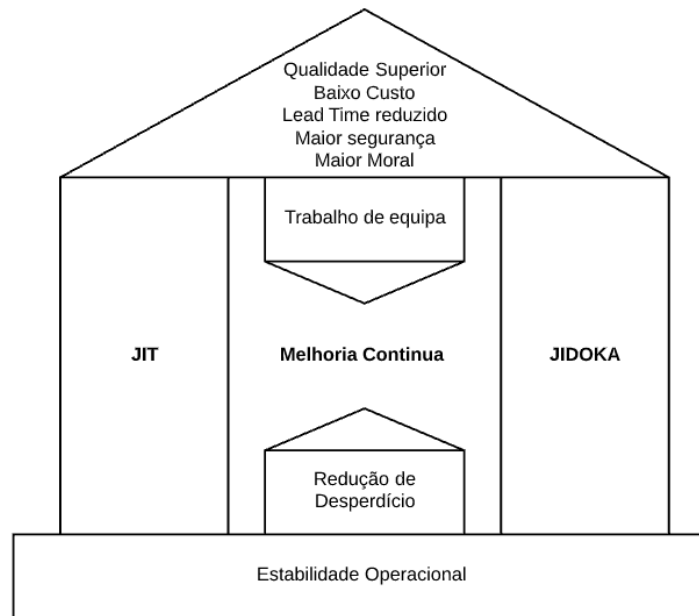 Qualidade Superior
Baixo Custo
Lead Time reduzido
Maior segurança
Maior Moral
Trabalho de equipa
JIT
Melhoria Continua
JIDOKA
Redução de
Desperdício
Estabilidade Operacional